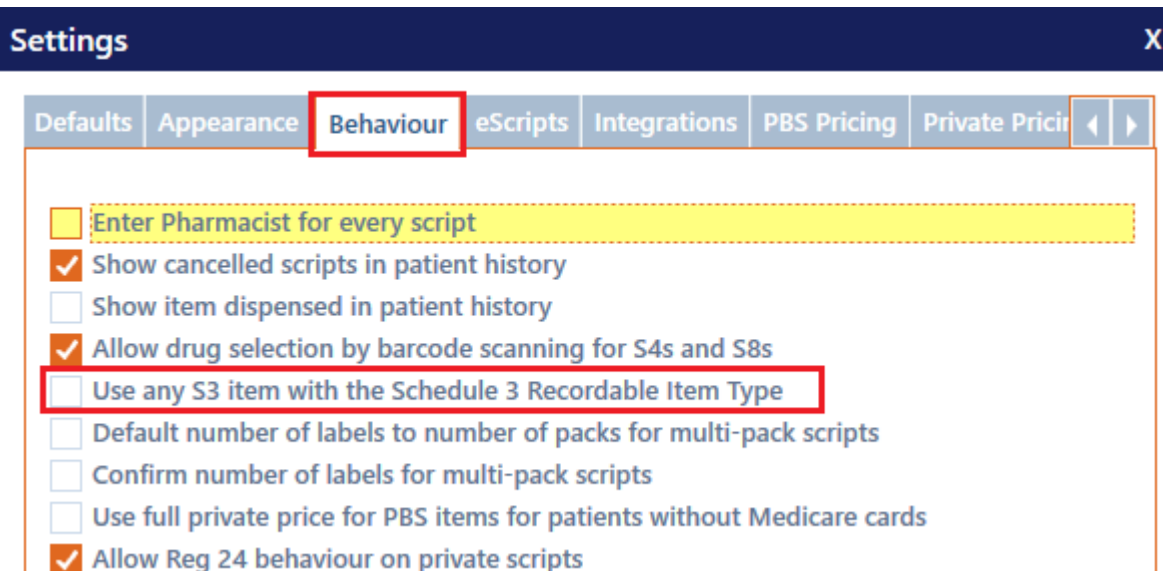 Settings X
Defaults Appearance Behaviour eScripts Integrations PBS Pricing Private
Enter Pharmacist for every script
Show cancelled scripts in patient history
Show item dispensed in patient history
Allow drug selection by barcode scanning for S4s and S8s
Use any S3 item with the Schedule 3 Recordable Item Type
Default number of labels to number of packs for multi-pack scripts
Confirm number of labels for multi-pack scripts
Use full private price for PBS items for patients without Medicare cards
Allow Reg 24 behaviour on private scripts